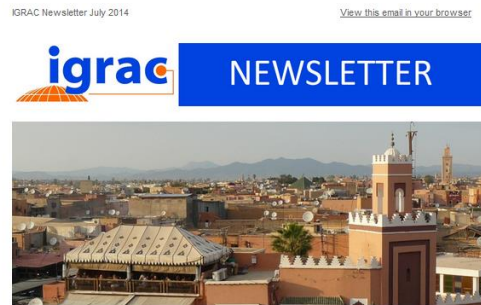 IGRAC Newsletter July 2014
View this email in your browser
igrac
NEWSLETTER